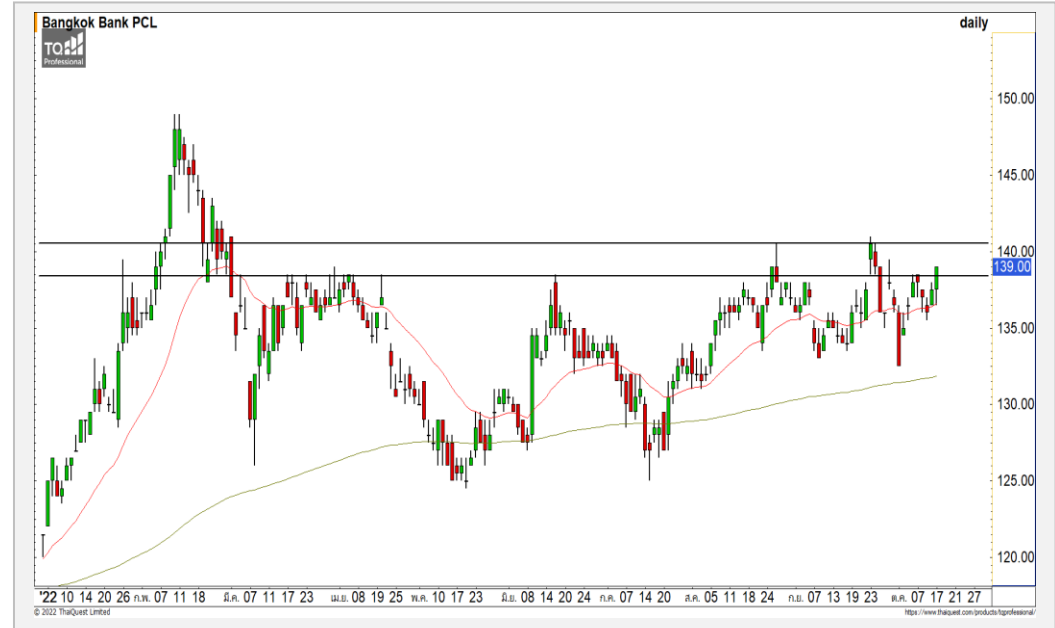 Bangkok Bank PCL daily
TQ
Professional
150.00
145.00
140.00
139.00
135.00
130.00
125.00
120.00
'22 10 14 20 26 ก.พ. 07 11 18 มี.ค. 07 11 17 23 เม.ย. 08 19 25 พ.ค. 10 17 23 มิ.ย. 08 14 20 24 ก.ค. 07 14 20 ส.ค. 05 11 18 24 ก.ย. 07 13 19 23 ต.ค. 07 17 21 27
© 2022 ThaiQuest Limited https://www.thaiquest.com/products/tqprofessional/